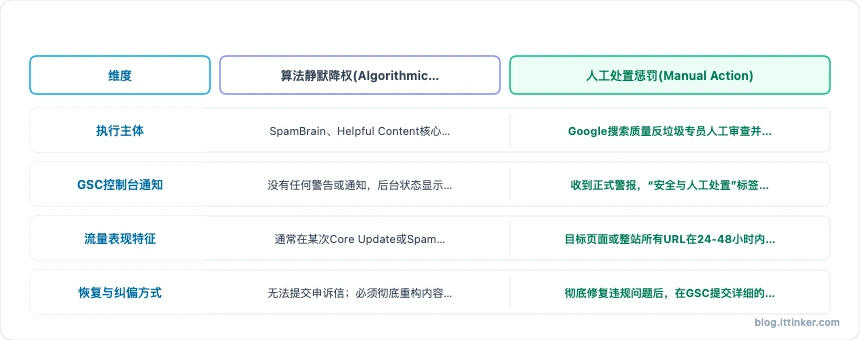 维度
算法静默降权(Algorithmic...
人工处置惩罚(Manual Action)
执行主体
SpamBrain、Helpful Content核心...
Google搜索质量反垃圾专员人工审查并...
GSC控制台通知
没有任何警告或通知，后台状态显示...
收到正式警报，“安全与人工处置”标签...
流量表现特征
通常在某次Core Update或Spam...
目标页面或整站所有URL在24-48小时内...
恢复与纠偏方式
无法提交申诉信；必须彻底重构内容...
彻底修复违规问题后，在GSC提交详细的...
blog.ittinker.com